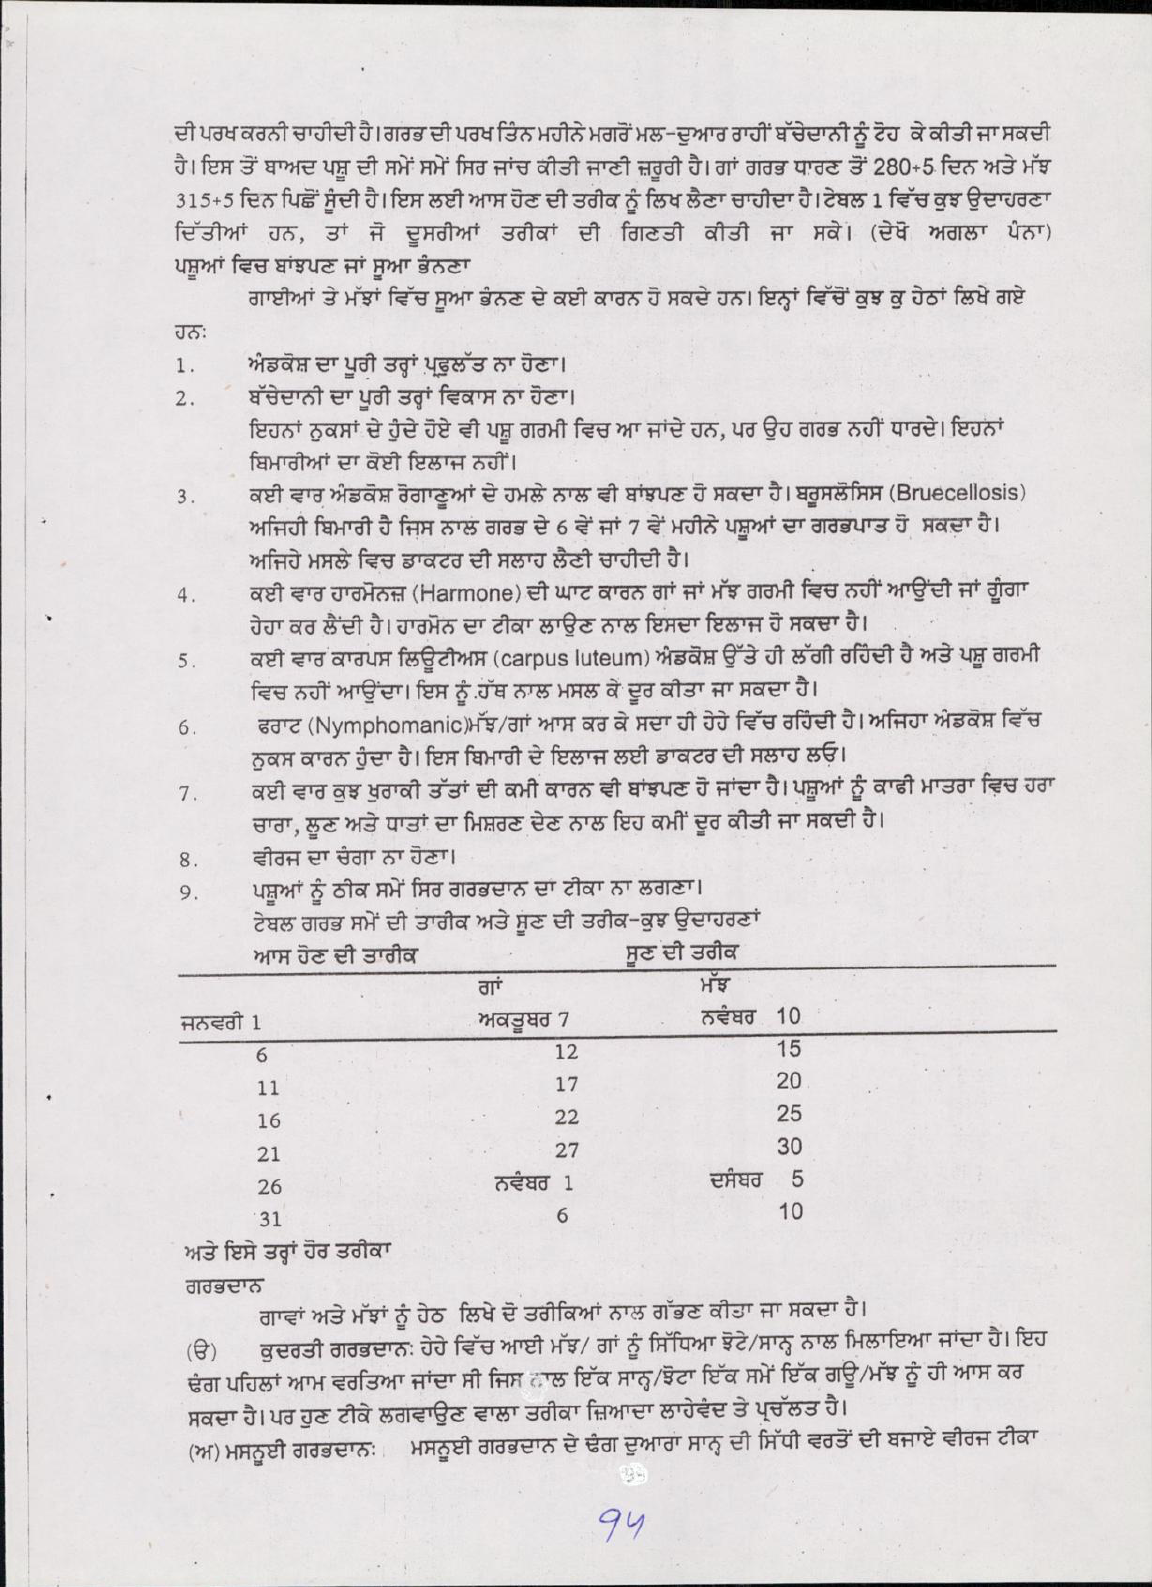 ਦੀ ਪਰਖ ਕਰਨੀ ਚਾਹੀਦੀ ਹੈ। ਗਰਭ ਦੀ ਪਰਖ ਤਿੰਨ ਮਹੀਨੇ ਮਗਰੋਂ ਮਲ-ਦੁਆਰ ਰਾਹੀਂ ਬੱਚੇਦਾਨੀ ਨੂੰ ਟੋਹ ਕੇ ਕੀਤੀ ਜਾ ਸਕਦੀ
ਹੈ। ਇਸ ਤੋਂ ਬਾਅਦ ਪਸ਼ੂ ਦੀ ਸਮੇਂ ਸਮੇਂ ਸਿਰ ਜਾਂਚ ਕੀਤੀ ਜਾਣੀ ਜ਼ਰੂਰੀ ਹੈ। ਗਾਂ ਗਰਭ ਧਾਰਣ ਤੋਂ 280+5 ਦਿਨ ਅਤੇ ਮੱਝ
315+5 ਦਿਨ ਪਿਛੋਂ ਸੂੰਦੀ ਹੈ। ਇਸ ਲਈ ਆਸ ਹੋਣ ਦੀ ਤਰੀਕ ਨੂੰ ਲਿਖ ਲੈਣਾ ਚਾਹੀਦਾ ਹੈ। ਟੇਬਲ 1 ਵਿੱਚ ਕੁਝ ਉਦਾਹਰਣਾ
ਦਿੱਤੀਆਂ ਹਨ, ਤਾਂ ਜੋ ਦੂਸਰੀਆਂ ਤਰੀਕਾਂ ਦੀ ਗਿਣਤੀ ਕੀਤੀ ਜਾ ਸਕੇ। (ਦੇਖੋ ਅਗਲਾ ਪੰਨਾ)
ਪਸ਼ੂਆਂ ਵਿਚ ਬਾਂਝਪਣ ਜਾਂ ਸੂਆ ਭੰਨਣਾ
ਗਾਈਆਂ ਤੇ ਮੱਝਾਂ ਵਿੱਚ ਸੂਆ ਭੰਨਣ ਦੇ ਕਈ ਕਾਰਨ ਹੋ ਸਕਦੇ ਹਨ। ਇਨ੍ਹਾਂ ਵਿੱਚੋਂ ਕੁਝ ਕੁ ਹੇਠਾਂ ਲਿਖੇ ਗਏ
ਹਨ:
1. ਅੰਡਕੋਸ਼ ਦਾ ਪੂਰੀ ਤਰ੍ਹਾਂ ਪ੍ਰਫੁਲੱਤ ਨਾ ਹੋਣਾ।
2. ਬੱਚੇਦਾਨੀ ਦਾ ਪੂਰੀ ਤਰ੍ਹਾਂ ਵਿਕਾਸ ਨਾ ਹੋਣਾ।
ਇਹਨਾਂ ਨੁਕਸਾਂ ਦੇ ਹੁੰਦੇ ਹੋਏ ਵੀ ਪਸ਼ੂ ਗਰਮੀ ਵਿਚ ਆ ਜਾਂਦੇ ਹਨ, ਪਰ ਉਹ ਗਰਭ ਨਹੀਂ ਧਾਰਦੇ। ਇਹਨਾਂ
ਬਿਮਾਰੀਆਂ ਦਾ ਕੋਈ ਇਲਾਜ ਨਹੀਂ।
3. ਕਈ ਵਾਰ ਅੰਡਕੋਸ਼ ਰੋਗਾਣੂਆਂ ਦੇ ਹਮਲੇ ਨਾਲ ਵੀ ਬਾਂਝਪਣ ਹੋ ਸਕਦਾ ਹੈ। ਬਰੂਸਲੋਸਿਸ (Bruecellosis)
ਅਜਿਹੀ ਬਿਮਾਰੀ ਹੈ ਜਿਸ ਨਾਲ ਗਰਭ ਦੇ 6 ਵੇਂ ਜਾਂ 7 ਵੇਂ ਮਹੀਨੇ ਪਸ਼ੂਆਂ ਦਾ ਗਰਭਪਾਤ ਹੋ ਸਕਦਾ ਹੈ।
ਅਜਿਹੇ ਮਸਲੇ ਵਿਚ ਡਾਕਟਰ ਦੀ ਸਲਾਹ ਲੈਣੀ ਚਾਹੀਦੀ ਹੈ।
4. ਕਈ ਵਾਰ ਹਾਰਮੋਨਜ਼ (Harmone) ਦੀ ਘਾਟ ਕਾਰਨ ਗਾਂ ਜਾਂ ਮੱਝ ਗਰਮੀ ਵਿਚ ਨਹੀਂ ਆਉਂਦੀ ਜਾਂ ਗੂੰਗਾ
ਹੇਹਾ ਕਰ ਲੈਂਦੀ ਹੈ। ਹਾਰਮੋਨ ਦਾ ਟੀਕਾ ਲਾਉਣ ਨਾਲ ਇਸਦਾ ਇਲਾਜ ਹੋ ਸਕਦਾ ਹੈ।
5. ਕਈ ਵਾਰ ਕਾਰਪਸ ਲਿਊਟੀਅਸ (carpus luteum) ਅੰਡਕੋਸ਼ ਉੱਤੇ ਹੀ ਲੱਗੀ ਰਹਿੰਦੀ ਹੈ ਅਤੇ ਪਸ਼ੂ ਗਰਮੀ
ਵਿਚ ਨਹੀਂ ਆਉਂਦਾ। ਇਸ ਨੂੰ ਹੱਥ ਨਾਲ ਮਸਲ ਕੇ ਦੂਰ ਕੀਤਾ ਜਾ ਸਕਦਾ ਹੈ।
6. ਫਰਾਟ (Nymphomanic)ਮੱਝ/ਗਾਂ ਆਸ ਕਰ ਕੇ ਸਦਾ ਹੀ ਹੇਹੇ ਵਿੱਚ ਰਹਿੰਦੀ ਹੈ। ਅਜਿਹਾ ਅੰਡਕੋਸ਼ ਵਿੱਚ
ਨੁਕਸ ਕਾਰਨ ਹੁੰਦਾ ਹੈ। ਇਸ ਬਿਮਾਰੀ ਦੇ ਇਲਾਜ ਲਈ ਡਾਕਟਰ ਦੀ ਸਲਾਹ ਲਓ।
7. ਕਈ ਵਾਰ ਕੁਝ ਖੁਰਾਕੀ ਤੱਤਾਂ ਦੀ ਕਮੀ ਕਾਰਨ ਵੀ ਬਾਂਝਪਣ ਹੋ ਜਾਂਦਾ ਹੈ। ਪਸ਼ੂਆਂ ਨੂੰ ਕਾਫੀ ਮਾਤਰਾ ਵਿਚ ਹਰਾ
ਚਾਰਾ, ਲੂਣ ਅਤੇ ਧਾਤਾਂ ਦਾ ਮਿਸ਼ਰਣ ਦੇਣ ਨਾਲ ਇਹ ਕਮੀਂ ਦੂਰ ਕੀਤੀ ਜਾ ਸਕਦੀ ਹੈ।
8. ਵੀਰਜ ਦਾ ਚੰਗਾ ਨਾ ਹੋਣਾ।
9. ਪਸ਼ੂਆਂ ਨੂੰ ਠੀਕ ਸਮੇਂ ਸਿਰ ਗਰਭਦਾਨ ਦਾ ਟੀਕਾ ਨਾ ਲਗਣਾ।
ਟੇਬਲ ਗਰਭ ਸਮੇਂ ਦੀ ਤਾਰੀਕ ਅਤੇ ਸੂਣ ਦੀ ਤਰੀਕ-ਕੁਝ ਉਦਾਹਰਣਾਂ
ਆਸ ਹੋਣ ਦੀ ਤਾਰੀਕ ਸੂਣ ਦੀ ਤਰੀਕ
ਗਾਂ ਮੱਝ
ਜਨਵਰੀ 1 ਅਕਤੂਬਰ 7 ਨਵੰਬਰ 10
6 12 15
11 17 20
16 22 25
21 27 30
26 ਨਵੰਬਰ 1 ਦਸੰਬਰ 5
31 6 10
ਅਤੇ ਇਸੇ ਤਰ੍ਹਾਂ ਹੋਰ ਤਰੀਕਾ
ਗਰਭਦਾਨ
ਗਾਵਾਂ ਅਤੇ ਮੱਝਾਂ ਨੂੰ ਹੇਠ ਲਿਖੇ ਦੋ ਤਰੀਕਿਆਂ ਨਾਲ ਗੱਭਣ ਕੀਤਾ ਜਾ ਸਕਦਾ ਹੈ।
(ੳ) ਕੁਦਰਤੀ ਗਰਭਦਾਨ: ਹੇਹੇ ਵਿੱਚ ਆਈ ਮੱਝ/ ਗਾਂ ਨੂੰ ਸਿੱਧਿਆ ਝੋਟੇ/ਸਾਨ੍ਹ ਨਾਲ ਮਿਲਾਇਆ ਜਾਂਦਾ ਹੈ। ਇਹ
ਢੰਗ ਪਹਿਲਾਂ ਆਮ ਵਰਤਿਆ ਜਾਂਦਾ ਸੀ ਜਿਸ ਨਾਲ ਇੱਕ ਸਾਨ੍ਹ/ਝੋਟਾ ਇੱਕ ਸਮੇਂ ਇੱਕ ਗਊ/ਮੱਝ ਨੂੰ ਹੀ ਆਸ ਕਰ
ਸਕਦਾ ਹੈ। ਪਰ ਹੁਣ ਟੀਕੇ ਲਗਵਾਉਣ ਵਾਲਾ ਤਰੀਕਾ ਜ਼ਿਆਦਾ ਲਾਹੇਵੰਦ ਤੇ ਪ੍ਰਚੱਲਤ ਹੈ।
(ਅ) ਮਸਨੂਈ ਗਰਭਦਾਨ: ਮਸਨੂਈ ਗਰਭਦਾਨ ਦੇ ਢੰਗ ਦੁਆਰਾ ਸਾਨ੍ਹ ਦੀ ਸਿੱਧੀ ਵਰਤੋਂ ਦੀ ਬਜਾਏ ਵੀਰਜ ਟੀਕਾ
੧੫